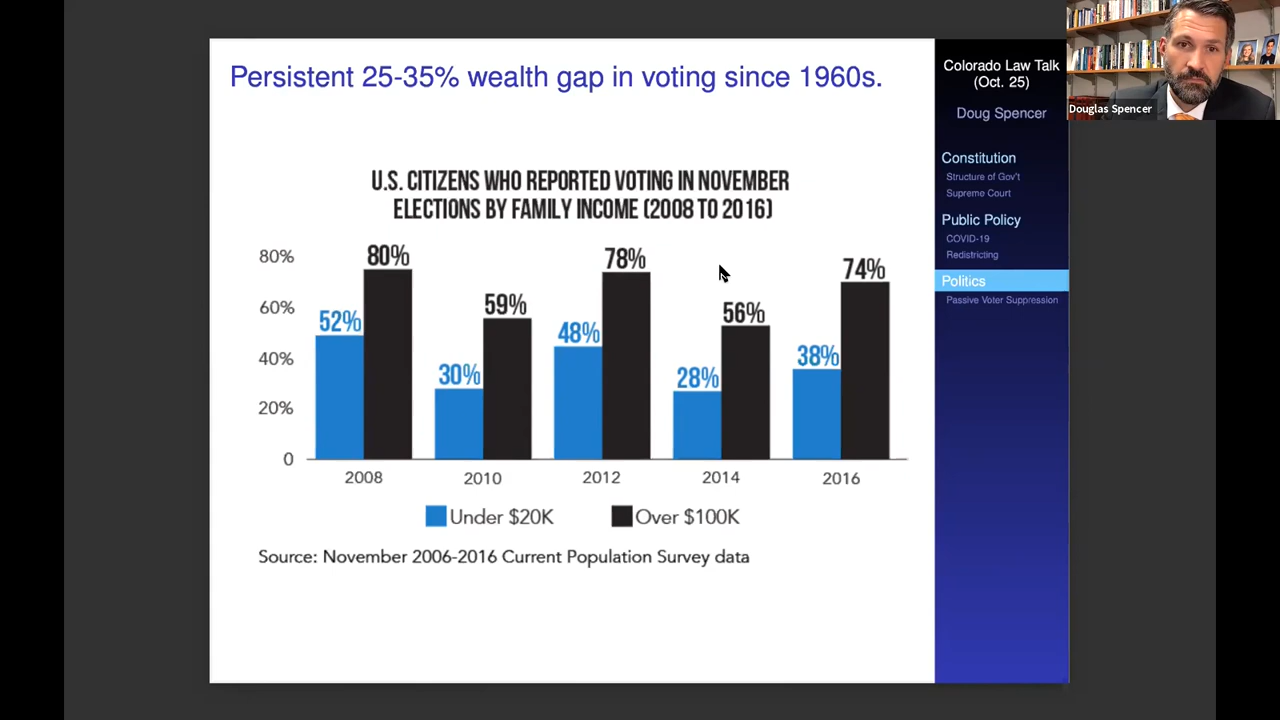 Persistent 25-35% wealth gap in voting since 1960s.
U.S. CITIZENS WHO REPORTED VOTING IN NOVEMBER
ELECTIONS BY FAMILY INCOME (2008 TO 2016)
80%
60%
40%
20%
0
52%
80%
30%
59%
48%
78%
28%
56%
38%
74%
2008
2010
2012
2014
2016
Under $20K
Over $100K
Source: November 2006-2016 Current Population Survey data
Colorado Law Talk
(Oct. 25)
Doug Spencer
Constitution
Structure of Gov't
Supreme Court
Public Policy
COVID-19
Redistricting
Politics
Passive Voter Suppression
Douglas Spencer